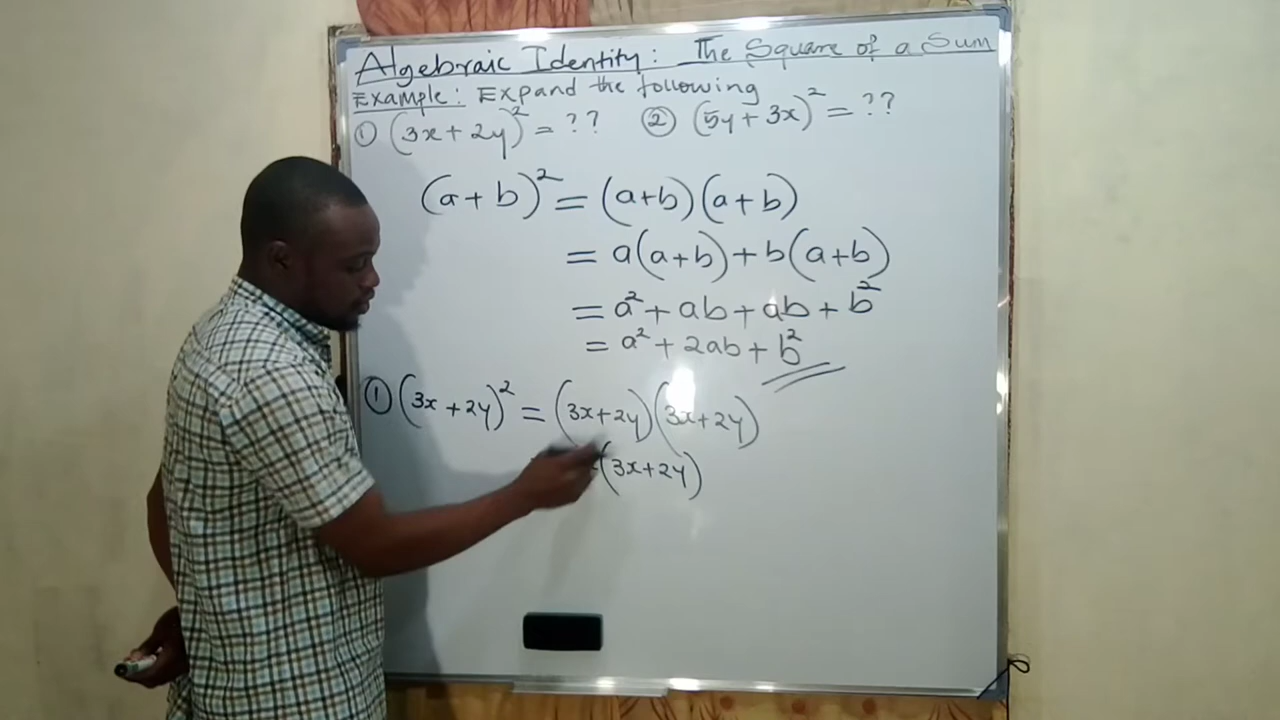 Algebraic Identity: The Square of a Sum
Example: Expand the following
① (3x + 2y)² = ?? ② (5y + 3x)² = ??
(a + b)² = (a+b)(a+b)
= a(a+b) + b(a+b)
= a² + ab + ab + b²
= a² + 2ab + b²
① (3x + 2y)² = (3x+2y)(3x+2y)
(3x+2y)